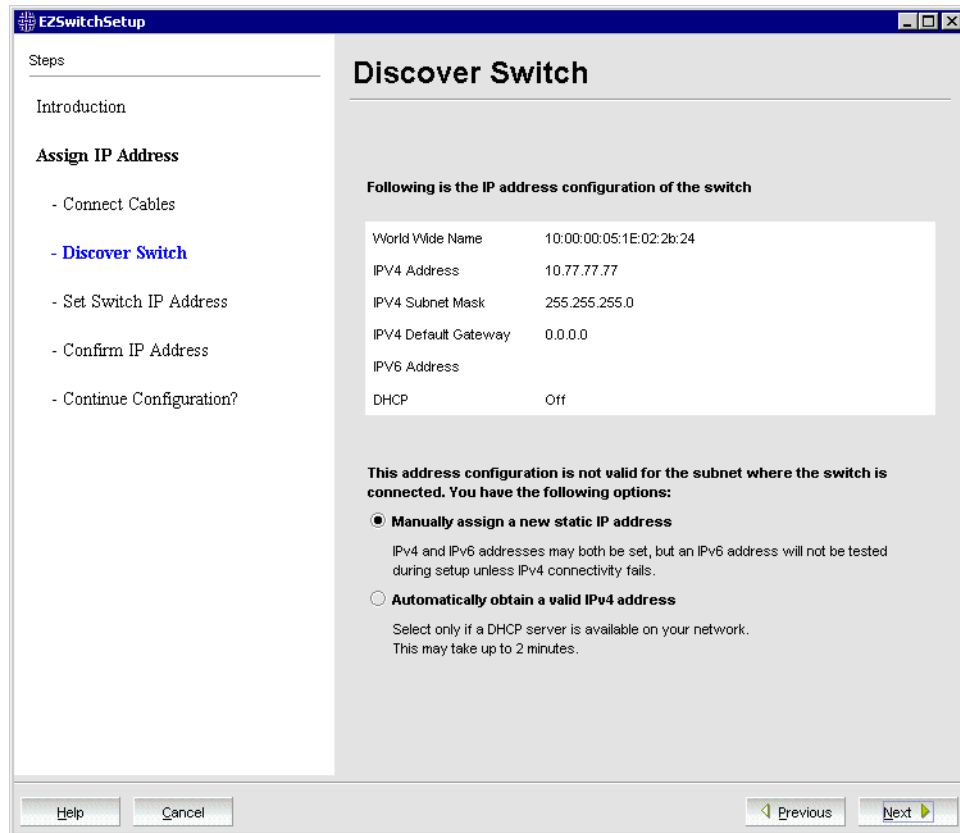 EZSwitchSetup
Steps
Introduction
Assign IP Address
- Connect Cables
- Discover Switch
- Set Switch IP Address
- Confirm IP Address
- Continue Configuration?
Discover Switch
Following is the IP address configuration of the switch
World Wide Name 10:00:00:05:1E:02:2b:24
IPV4 Address 10.77.77.77
IPV4 Subnet Mask 255.255.255.0
IPV4 Default Gateway 0.0.0.0
IPV6 Address
DHCP Off
This address configuration is not valid for the subnet where the switch is
connected. You have the following options:
Manually assign a new static IP address
IPv4 and IPv6 addresses may both be set, but an IPv6 address will not be tested
during setup unless IPv4 connectivity fails.
Automatically obtain a valid IPv4 address
Select only if a DHCP server is available on your network.
This may take up to 2 minutes.
Help Cancel Previous Next